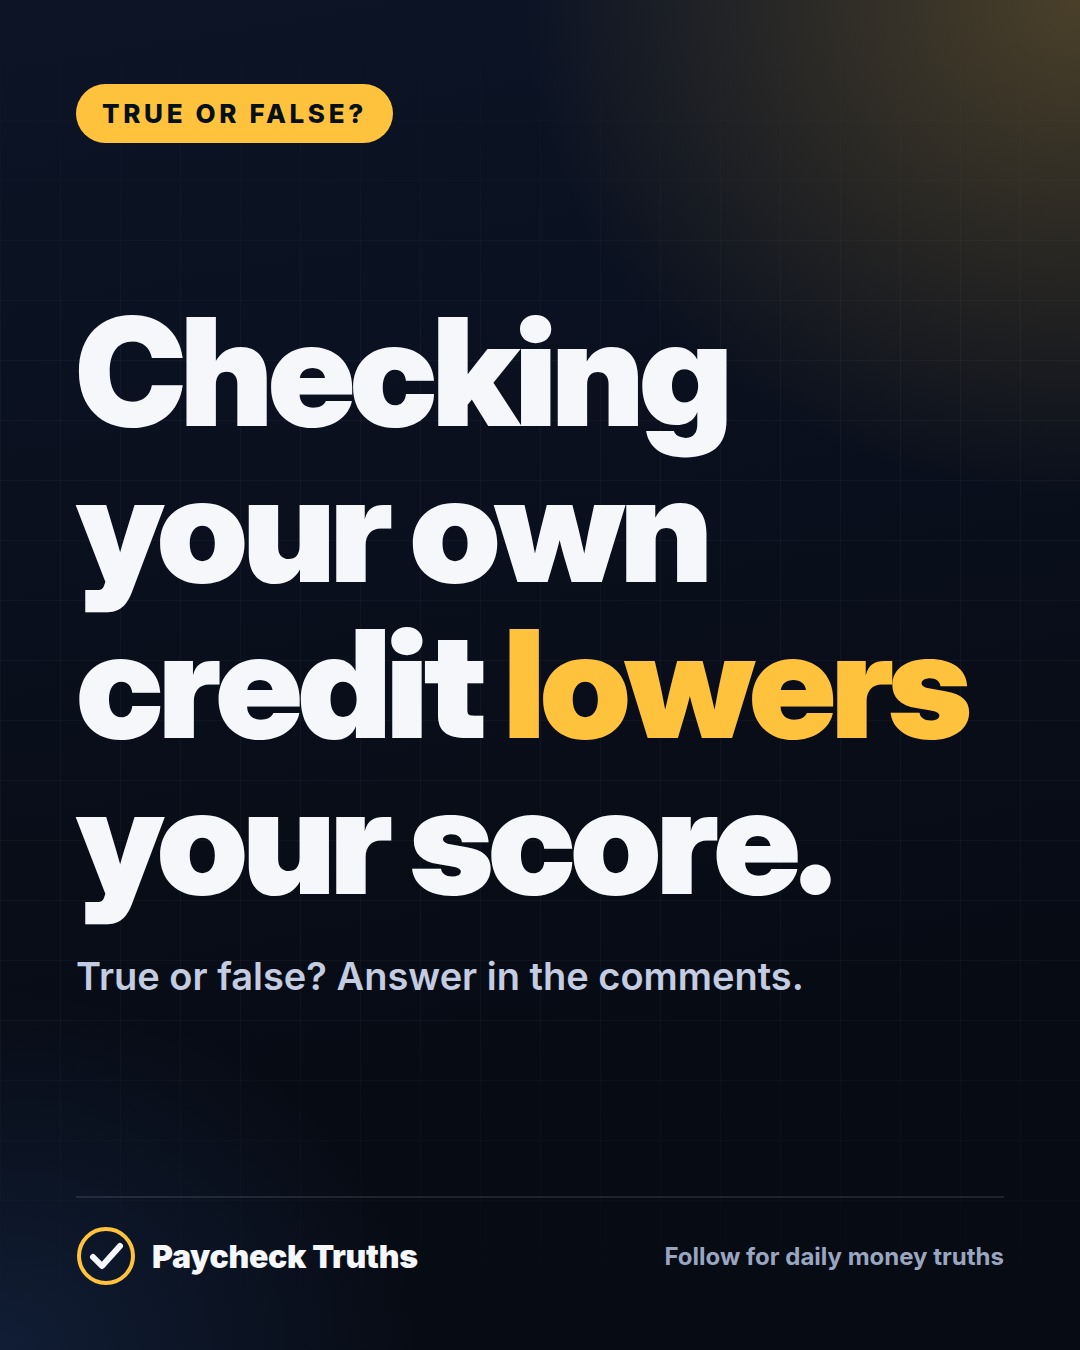 TRUE OR FALSE?
Checking
your own
credit lowers
your score.
True or false? Answer in the comments.
Paycheck Truths
Follow for daily money truths